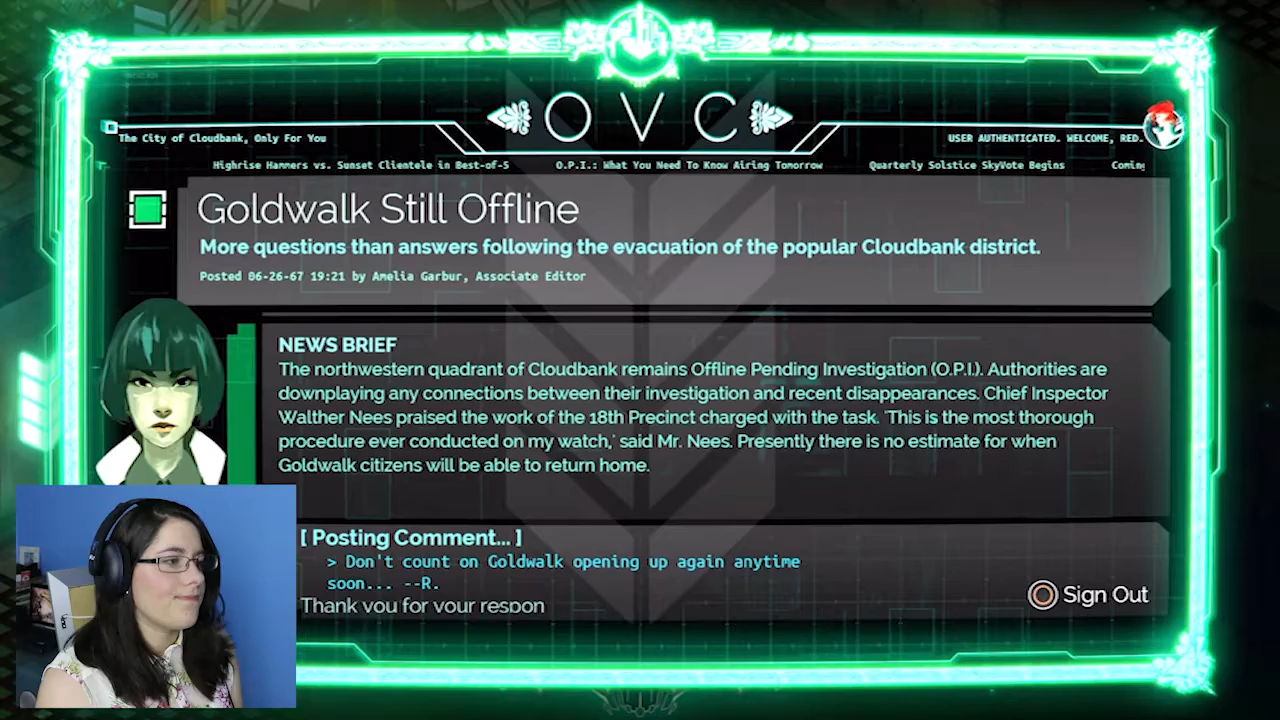 OVC
The City of Cloudbank, Only For You
USER AUTHENTICATED. WELCOME, RED.
Highrise Hammers vs. Sunset Clientele in Best-of-5 O.P.I.: What You Need To Know Airing Tomorrow Quarterly Solstice SkyVote Begins Coming
Goldwalk Still Offline
More questions than answers following the evacuation of the popular Cloudbank district.
Posted 06-26-67 19:21 by Amelia Garbur, Associate Editor
NEWS BRIEF
The northwestern quadrant of Cloudbank remains Offline Pending Investigation (O.P.I.). Authorities are
downplaying any connections between their investigation and recent disappearances. Chief Inspector
Walther Nees praised the work of the 18th Precinct charged with the task. 'This is the most thorough
procedure ever conducted on my watch,' said Mr. Nees. Presently there is no estimate for when
Goldwalk citizens will be able to return home.
[ Posting Comment... ]
> Don't count on Goldwalk opening up again anytime
soon... --R.
Thank you for your respon
Sign Out